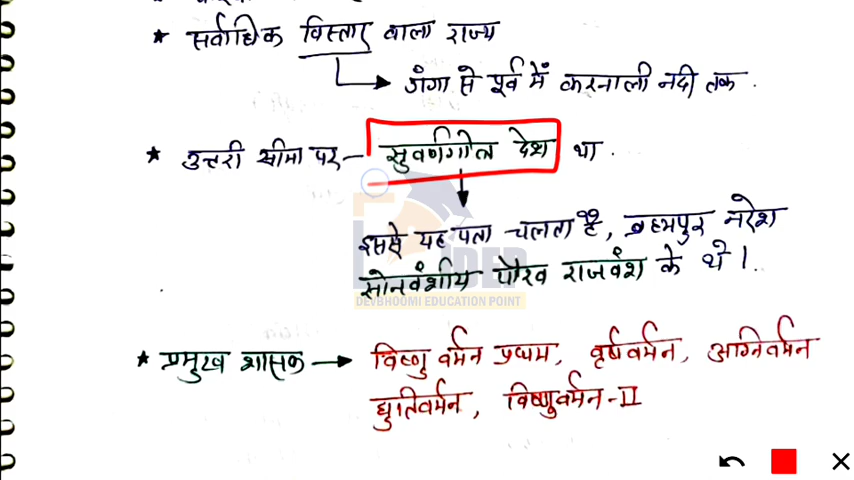 * सर्वाधिक विस्तार वाला राज्य
गंगा से पूर्व में करनाली नदी तक.
* उत्तरी सीमा पर – सुवर्णगोत्र देश था.
इससे यह पता चलता है, ब्रह्मपुर नरेश
सोमवंशीय पौरव राजवंश के थे।
DEVBHOOMI EDUCATION POINT
* प्रमुख शासक → विष्णु वर्मन प्रथम, वृर्षवर्मन, अग्निवर्मन
धुतिवर्मन, विष्णुवर्मन-II